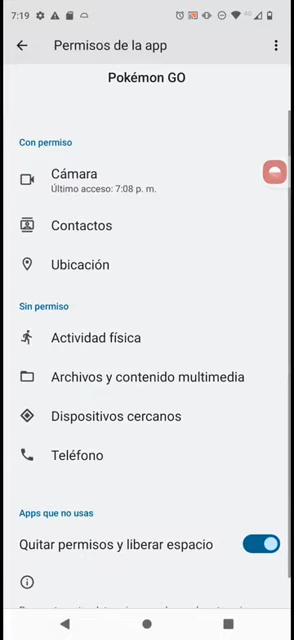 7:19
4G
Permisos de la app
Pokémon GO
Con permiso
Cámara
Último acceso: 7:08 p. m.
Contactos
Ubicación
Sin permiso
Actividad física
Archivos y contenido multimedia
Dispositivos cercanos
Teléfono
Apps que no usas
Quitar permisos y liberar espacio